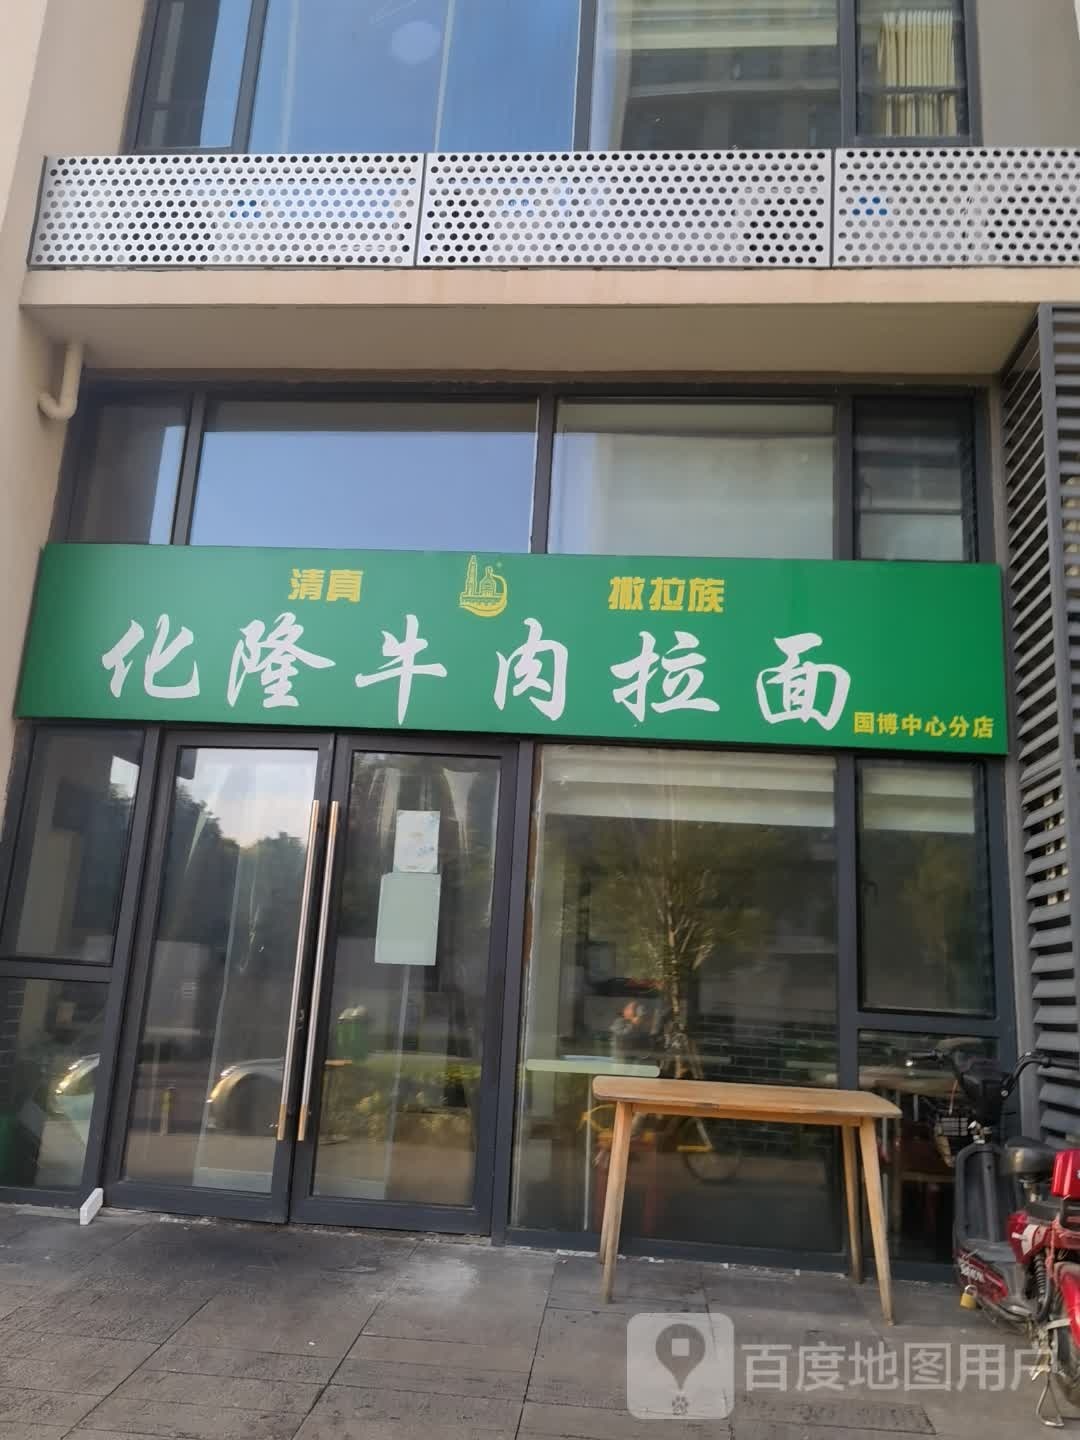 清真 撒拉族
化隆牛肉拉面
国博中心分店
百度地图用户